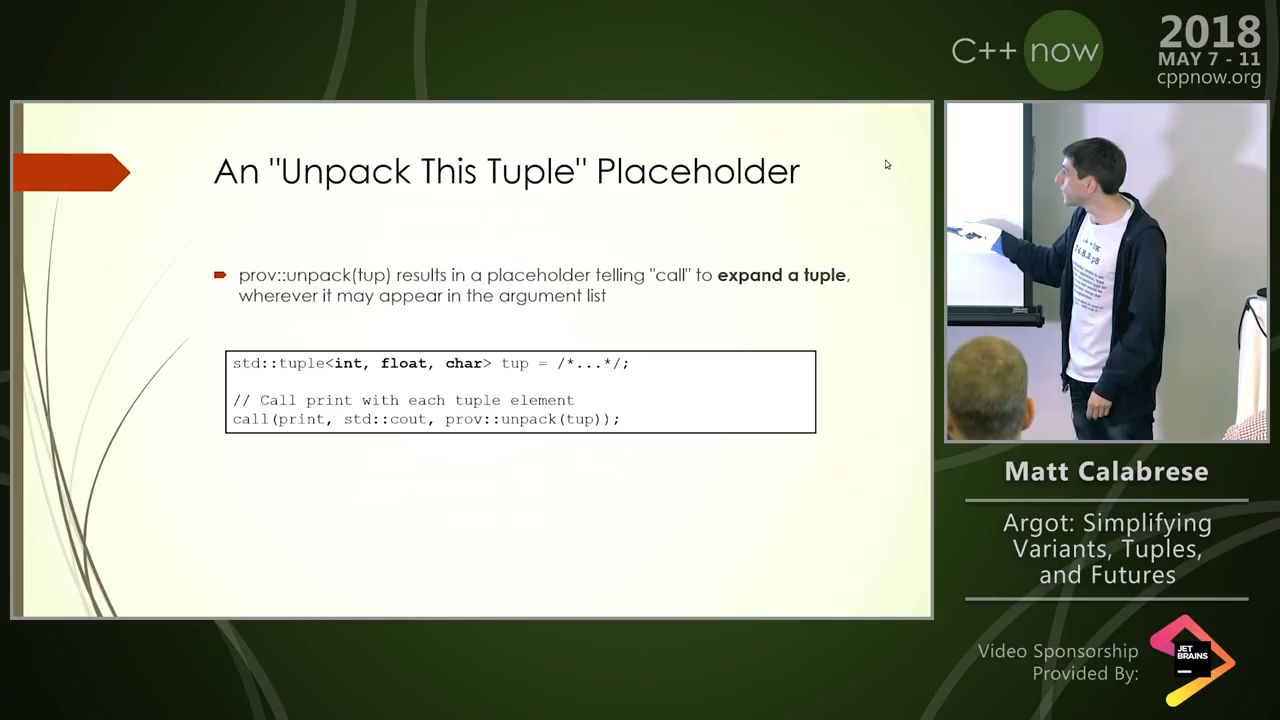 C++ now
2018
MAY 7 - 11
cppnow.org
An "Unpack This Tuple" Placeholder
prov::unpack(tup) results in a placeholder telling "call" to expand a tuple,
wherever it may appear in the argument list
std::tuple<int, float, char> tup = /*...*/;
// Call print with each tuple element
call(print, std::cout, prov::unpack(tup));
Matt Calabrese
Argot: Simplifying
Variants, Tuples,
and Futures
Video Sponsorship
Provided By:
JET
BRAINS